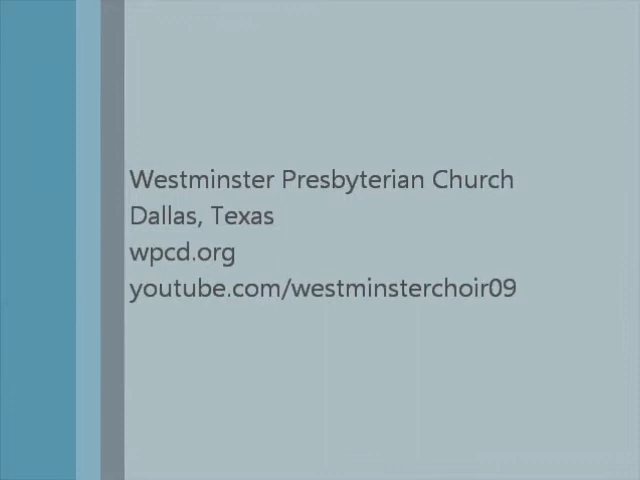 Westminster Presbyterian Church
Dallas, Texas
wpcd.org
youtube.com/westminsterchoir09